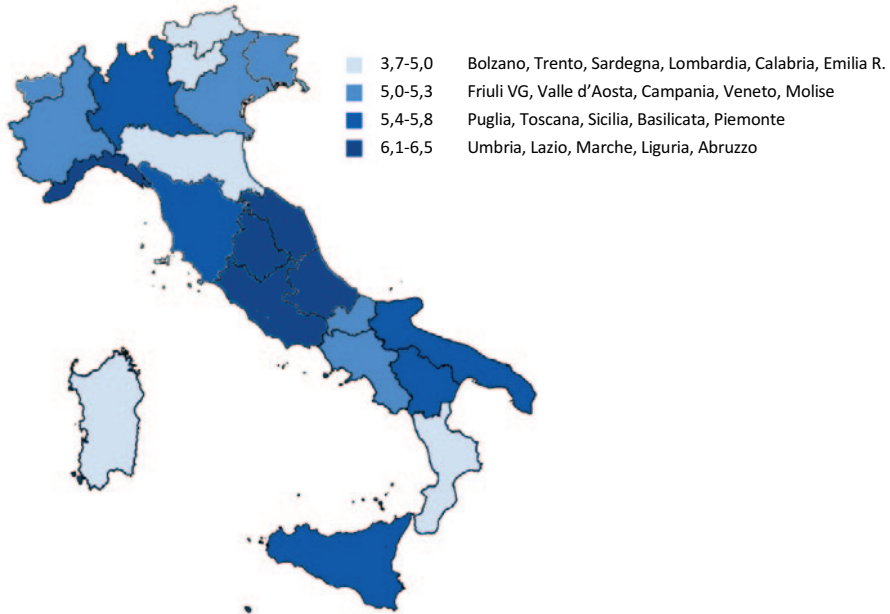 3,7-5,0 Bolzano, Trento, Sardegna, Lombardia, Calabria, Emilia R.
5,0-5,3 Friuli VG, Valle d’Aosta, Campania, Veneto, Molise
5,4-5,8 Puglia, Toscana, Sicilia, Basilicata, Piemonte
6,1-6,5 Umbria, Lazio, Marche, Liguria, Abruzzo